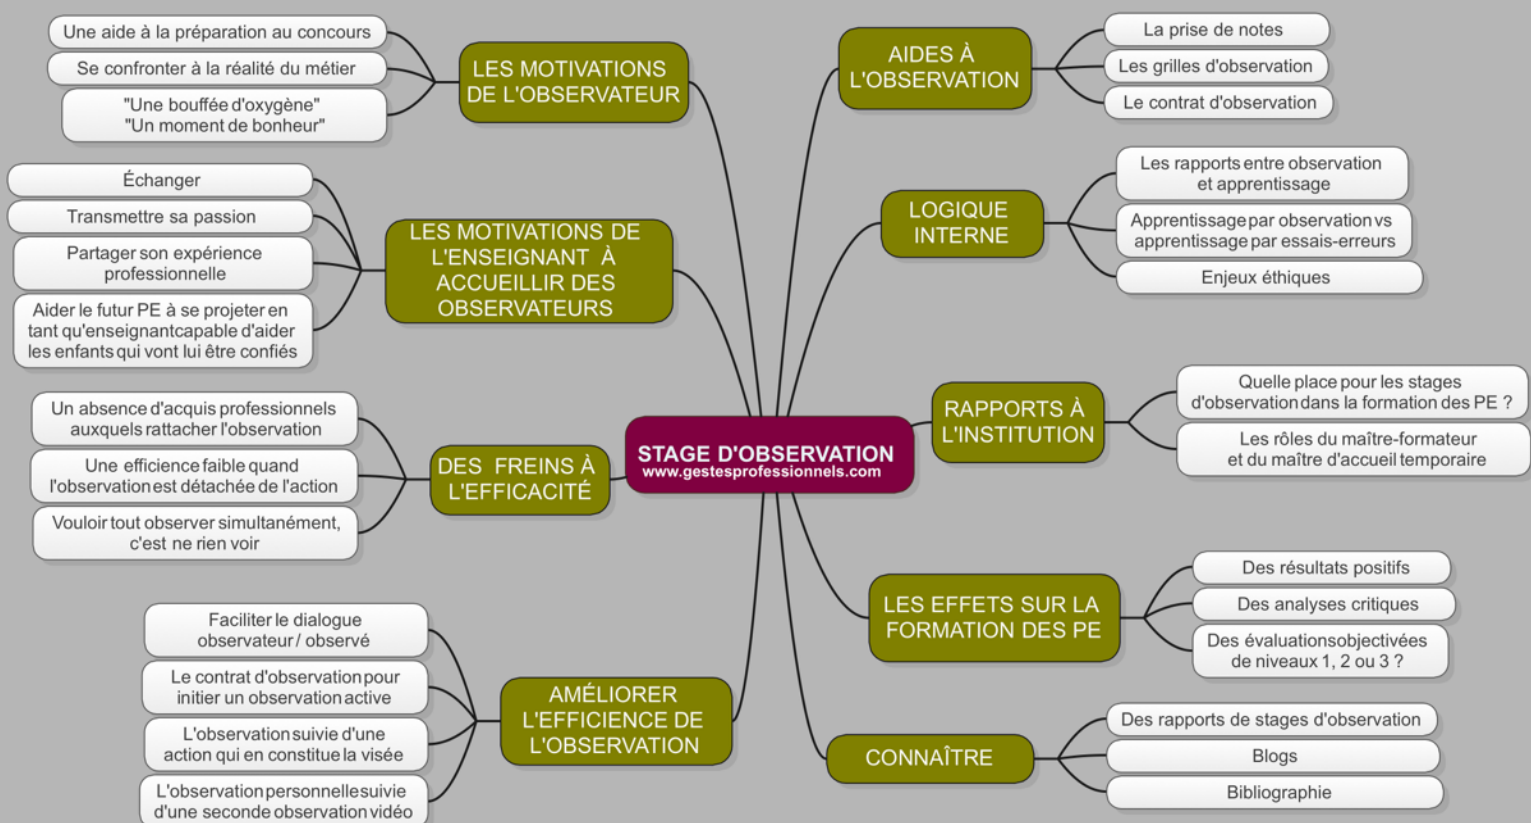 STAGE D'OBSERVATION
www.gestesprofessionnels.com
LES MOTIVATIONS
DE L'OBSERVATEUR
Une aide à la préparation au concours
Se confronter à la réalité du métier
"Une bouffée d'oxygène"
"Un moment de bonheur"
LES MOTIVATIONS DE
L'ENSEIGNANT À
ACCUEILLIR DES
OBSERVATEURS
Échanger
Transmettre sa passion
Partager son expérience
professionnelle
Aider le futur PE à se projeter en
tant qu'enseignantcapable d'aider
les enfants qui vont lui être confiés
DES FREINS À
L'EFFICACITÉ
Un absence d'acquis professionnels
auxquels rattacher l'observation
Une efficience faible quand
l'observation est détachée de l'action
Vouloir tout observer simultanément,
c'est ne rien voir
AMÉLIORER
L'EFFICIENCE DE
L'OBSERVATION
Faciliter le dialogue
observateur / observé
Le contrat d'observation pour
initier un observation active
L'observation suivie d'une
action qui en constitue la visée
L'observation personnelle suivie
d'une seconde observation vidéo
AIDES À
L'OBSERVATION
La prise de notes
Les grilles d'observation
Le contrat d'observation
LOGIQUE
INTERNE
Les rapports entre observation
et apprentissage
Apprentissage par observation vs
apprentissage par essais-erreurs
Enjeux éthiques
RAPPORTS À
L'INSTITUTION
Quelle place pour les stages
d'observation dans la formation des PE ?
Les rôles du maître-formateur
et du maître d'accueil temporaire
LES EFFETS SUR LA
FORMATION DES PE
Des résultats positifs
Des analyses critiques
Des évaluations objectivées
de niveaux 1, 2 ou 3 ?
CONNAÎTRE
Des rapports de stages d'observation
Blogs
Bibliographie